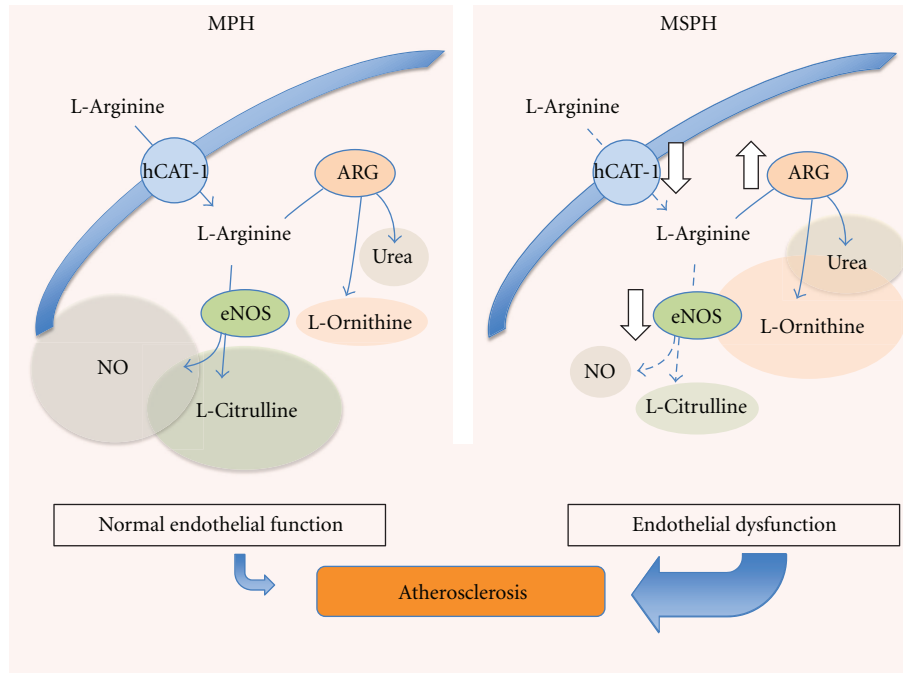 MPH
L-Arginine
hCAT-1
ARG
L-Arginine
Urea
eNOS
L-Ornithine
NO
L-Citrulline
Normal endothelial function
MSPH
L-Arginine
hCAT-1
ARG
L-Arginine
Urea
eNOS
L-Ornithine
NO
L-Citrulline
Endothelial dysfunction
Atherosclerosis